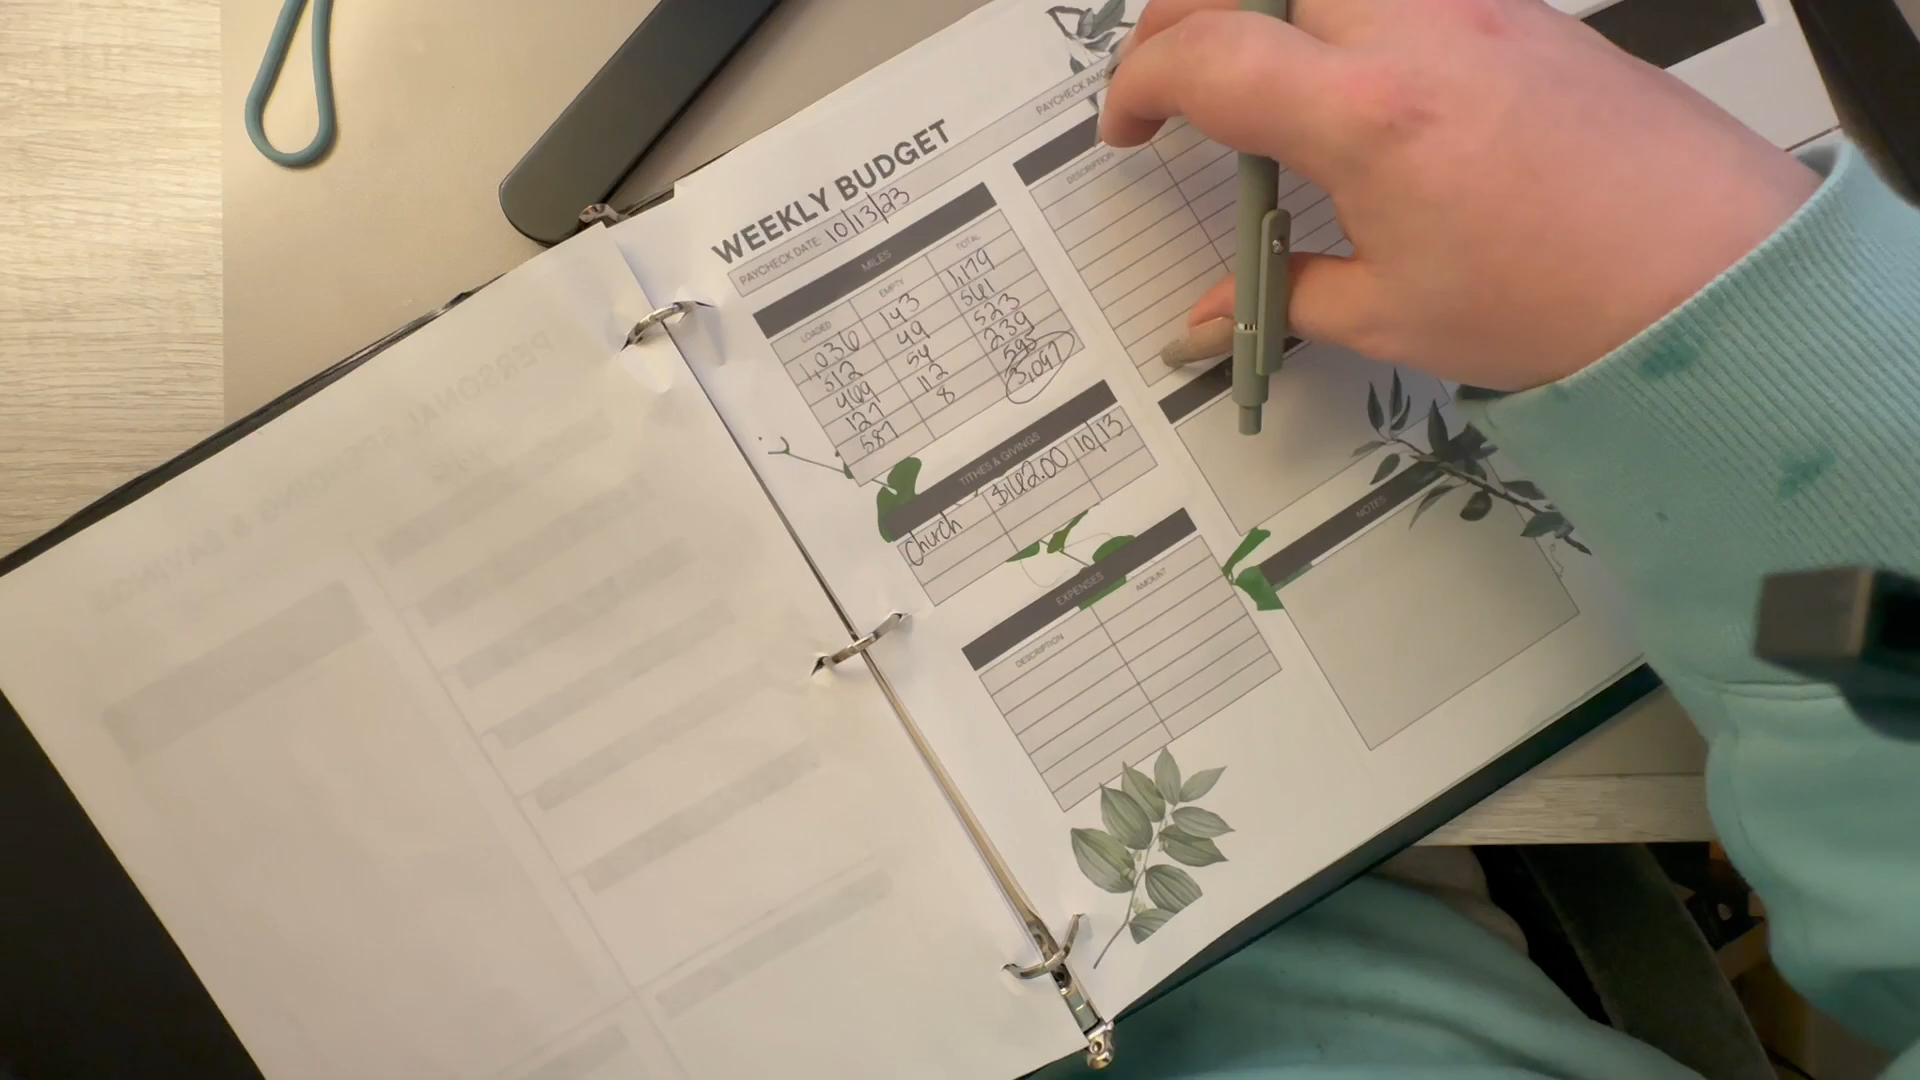 WEEKLY BUDGET
PAYCHECK DATE: 10/13/23
PAYCHECK
MILES
LOADED EMPTY TOTAL
1,036 143 1,179
512 49 561
469 54 523
127 112 239
587 8 595
3,097
TITHES & GIVINGS
Church $162.00 10/13
EXPENSES
DESCRIPTION AMOUNT
DESCRIPTION
NOTES